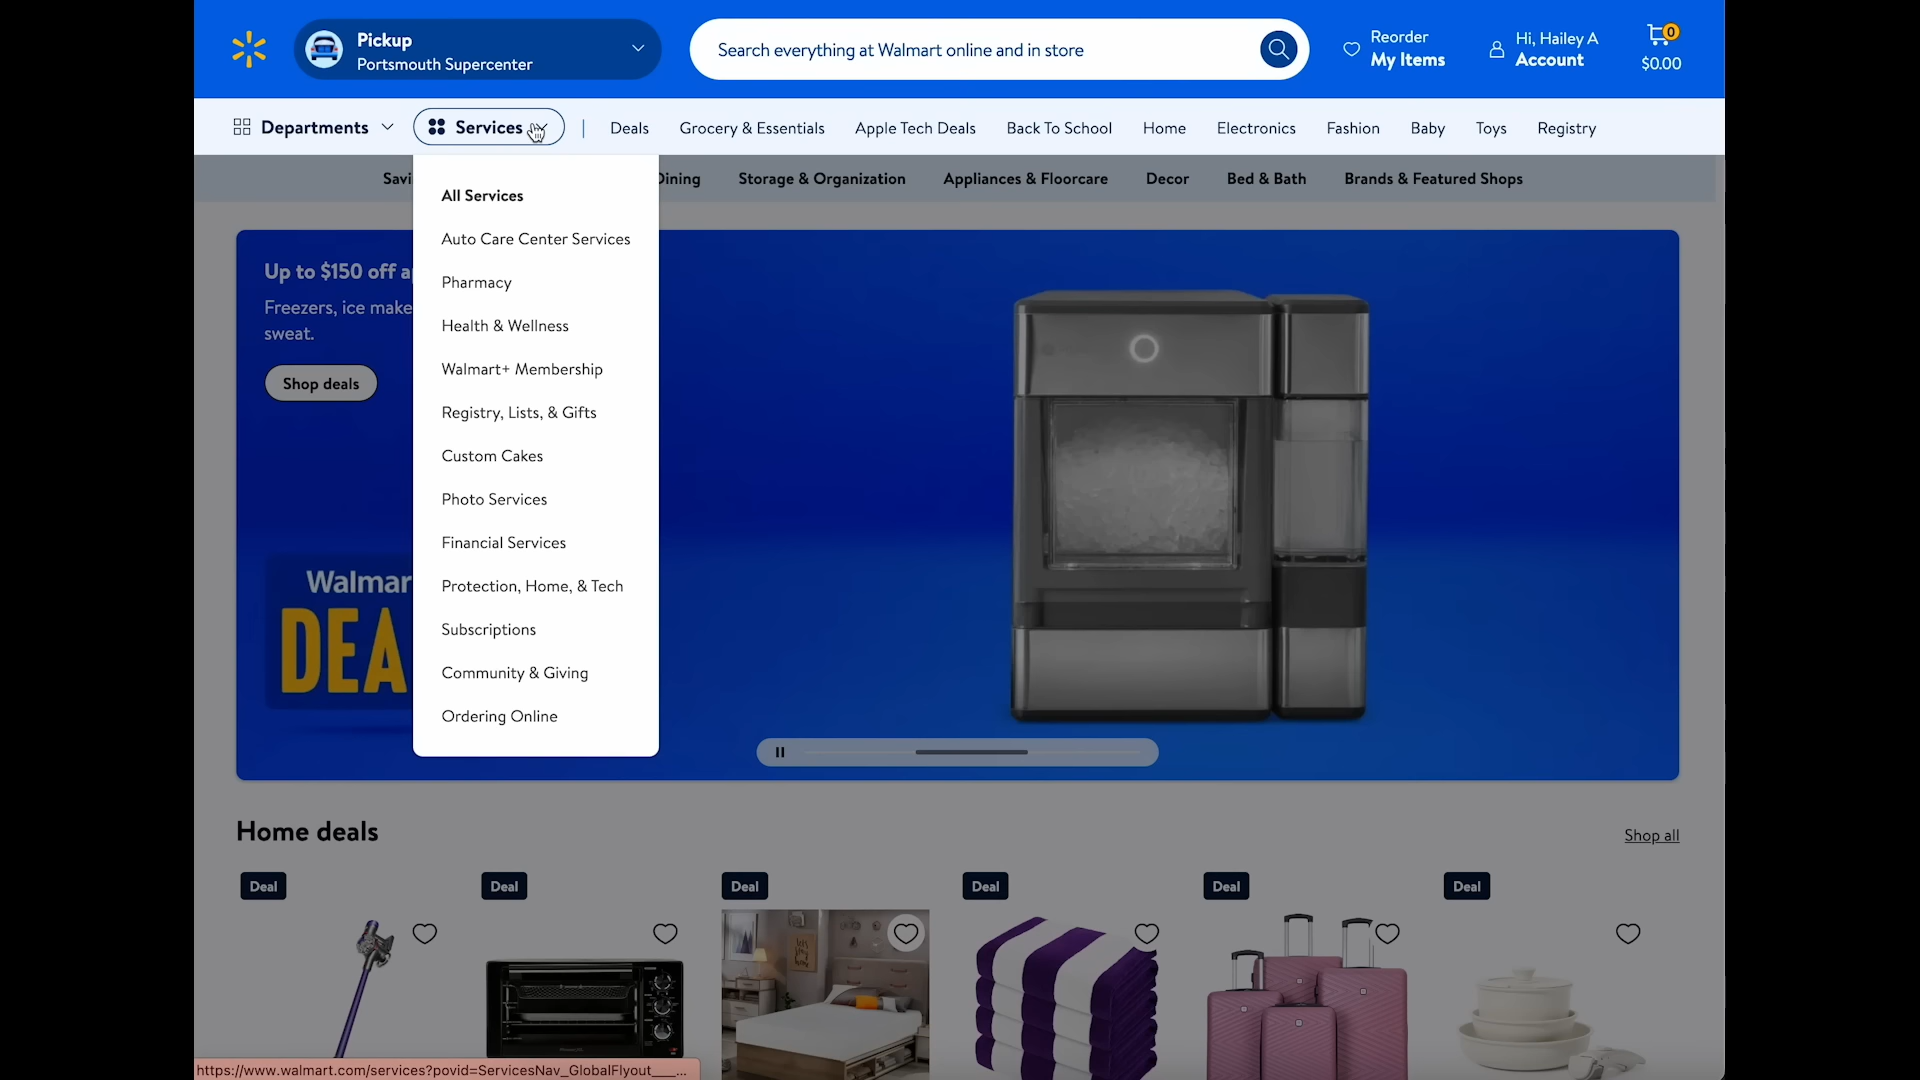 Pickup
Portsmouth Supercenter
Search everything at Walmart online and in store
Reorder
My Items
Hi, Hailey A
Account
0
$0.00
Departments
Services
Deals
Grocery & Essentials
Apple Tech Deals
Back To School
Home
Electronics
Fashion
Baby
Toys
Registry
Savi
Dining
Storage & Organization
Appliances & Floorcare
Decor
Bed & Bath
Brands & Featured Shops
All Services
Auto Care Center Services
Pharmacy
Health & Wellness
Walmart+ Membership
Registry, Lists, & Gifts
Custom Cakes
Photo Services
Financial Services
Protection, Home, & Tech
Subscriptions
Community & Giving
Ordering Online
Up to $150 off a
Freezers, ice make
sweat.
Shop deals
Walmar
DEA
Home deals
Shop all
Deal
Deal
Deal
Deal
Deal
Deal
https://www.walmart.com/services?povid=ServicesNav_GlobalFlyout___...